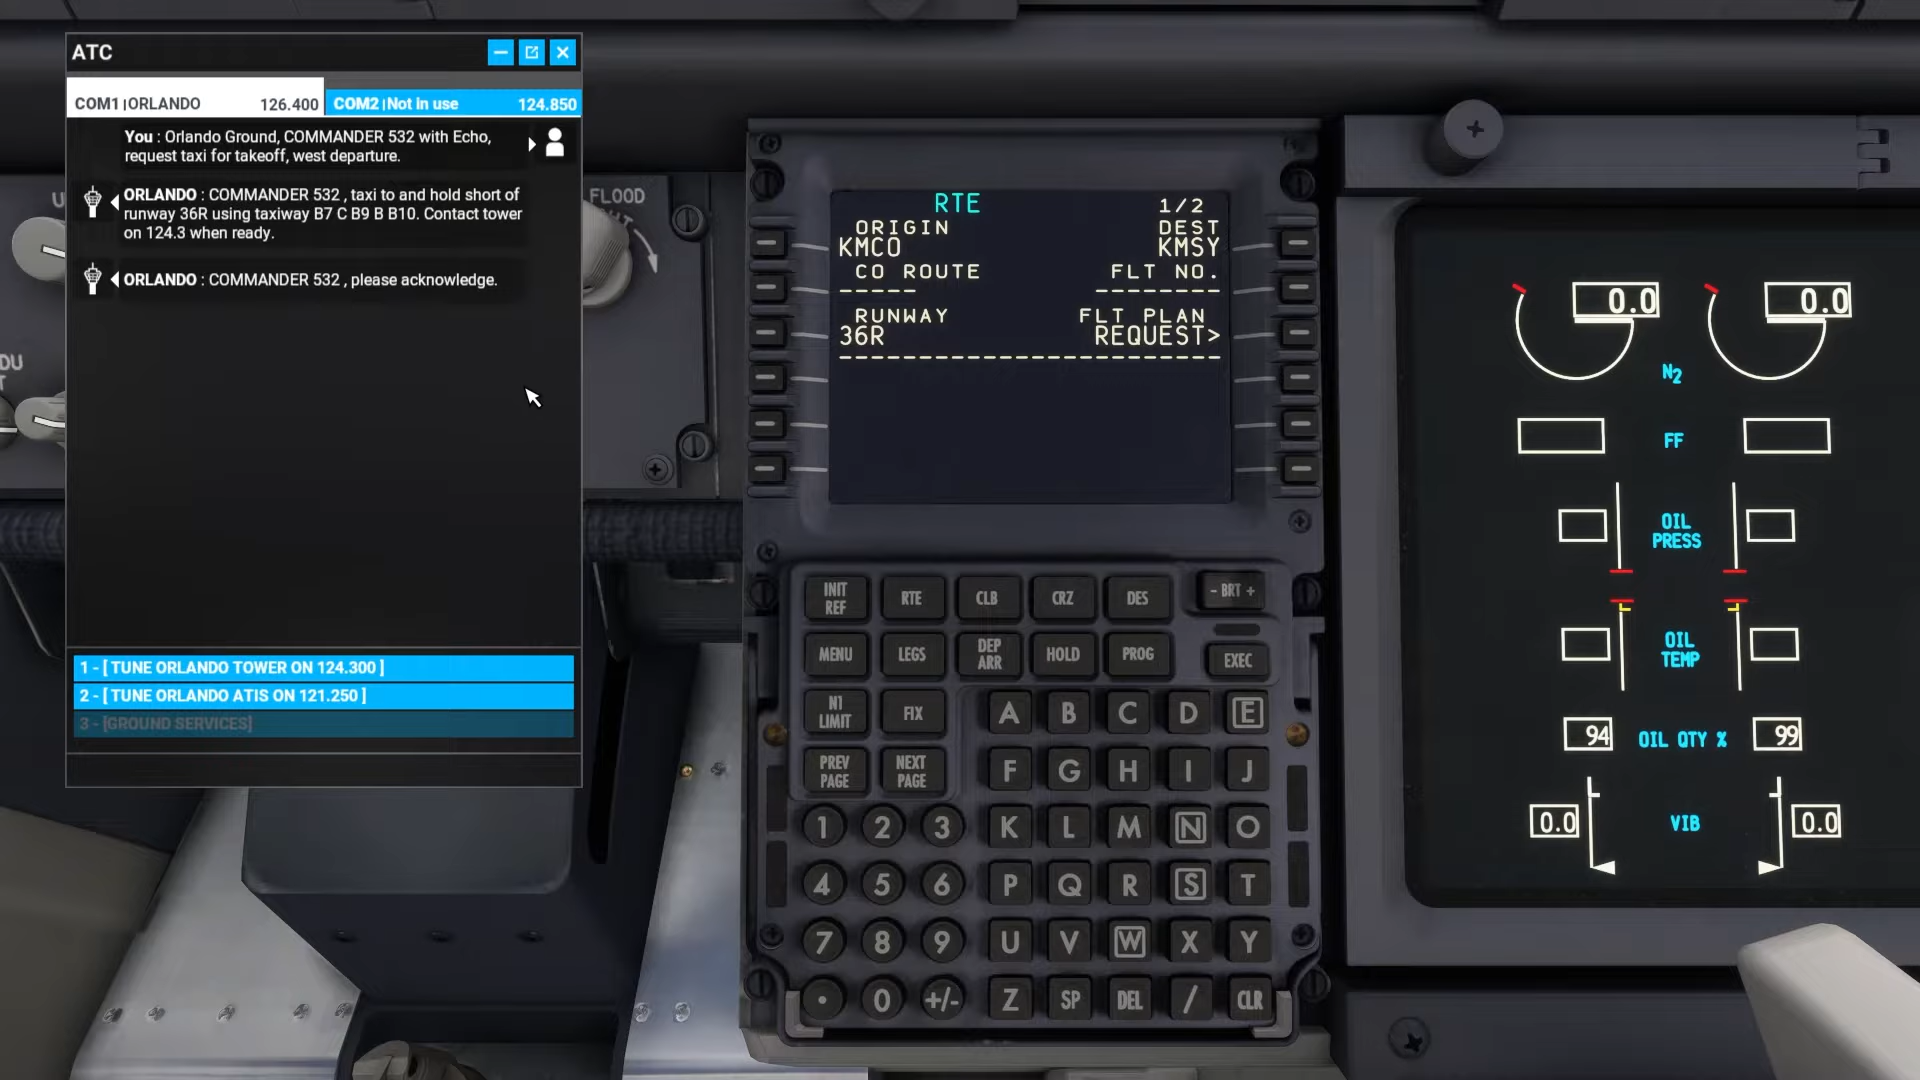 ATC
COM1 | ORLANDO 126.400 COM2 | Not in use 124.850
You : Orlando Ground, COMMANDER 532 with Echo,
request taxi for takeoff, west departure.
ORLANDO : COMMANDER 532 , taxi to and hold short of
runway 36R using taxiway B7 C B9 B B10. Contact tower
on 124.3 when ready.
ORLANDO : COMMANDER 532 , please acknowledge.
1 - [ TUNE ORLANDO TOWER ON 124.300 ]
2 - [ TUNE ORLANDO ATIS ON 121.250 ]
3 - [GROUND SERVICES]
FLOOD
RTE 1/2
ORIGIN DEST
KMCO KMSY
CO ROUTE FLT NO.
----- --------
RUNWAY FLT PLAN
36R REQUEST>
------------------------
INIT REF RTE CLB CRZ DES - BRT +
MENU LEGS DEP ARR HOLD PROG EXEC
N1 LIMIT FIX A B C D E
PREV PAGE NEXT PAGE F G H I J
1 2 3 K L M N O
4 5 6 P Q R S T
7 8 9 U V W X Y
. 0 +/- Z SP DEL / CLR
0.0 0.0
N2
FF
OIL
PRESS
OIL
TEMP
94 OIL QTY % 99
0.0 VIB 0.0